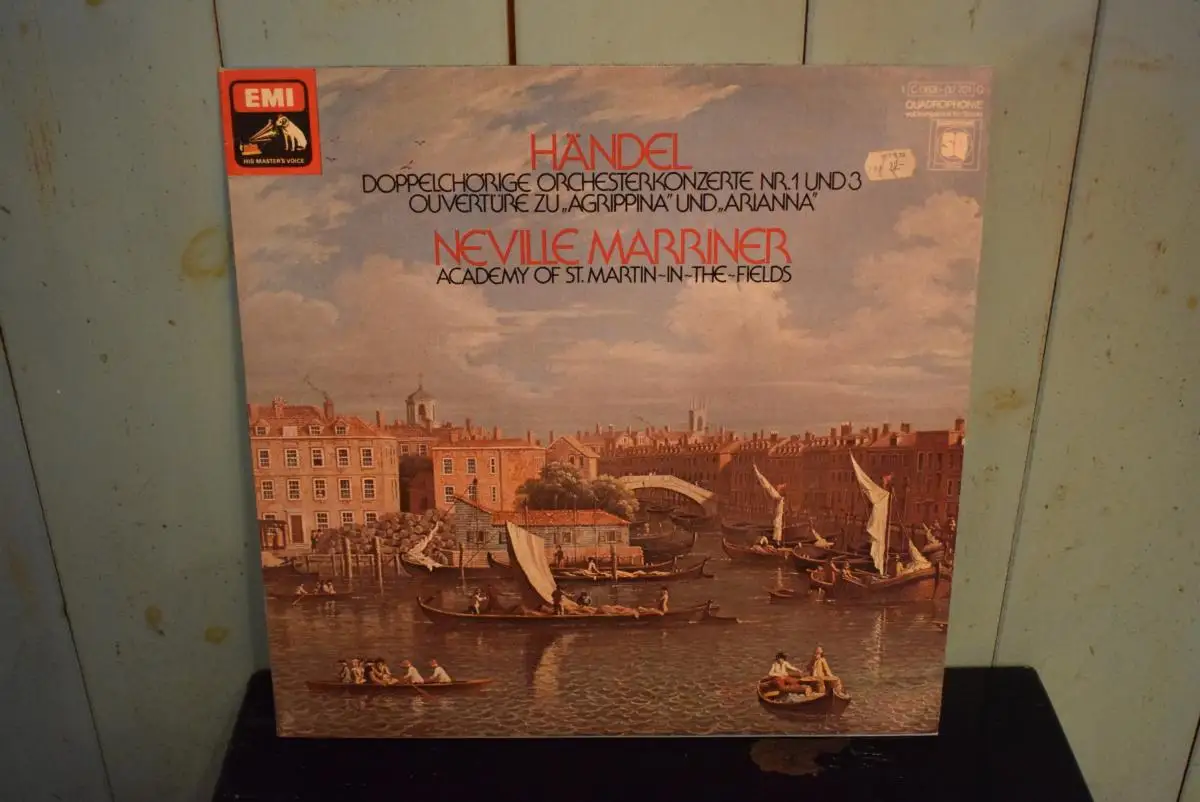 EMI
HIS MASTER'S VOICE
QUADROPHONIE
SQ
HÄNDEL
DOPPELCHÖRIGE ORCHESTERKONZERTE NR.1 UND 3
OUVERTÜRE ZU „AGRIPPINA" UND „ARIANNA"
NEVILLE MARRINER
ACADEMY OF ST. MARTIN~IN~THE~FIELDS